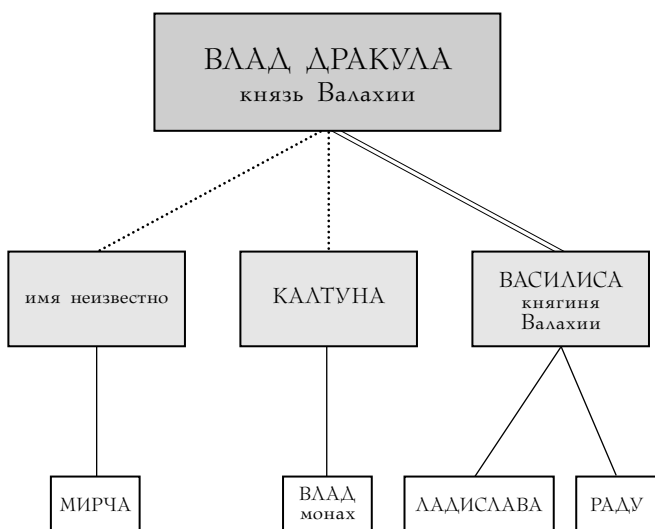 ВЛАД ДРАКУЛА
князь Валахии
имя неизвестно
КАЛТУНА
ВАСИЛИСА
княгиня
Валахии
МИРЧА
ВЛАД
монах
ЛАДИСЛАВА
РАДУ